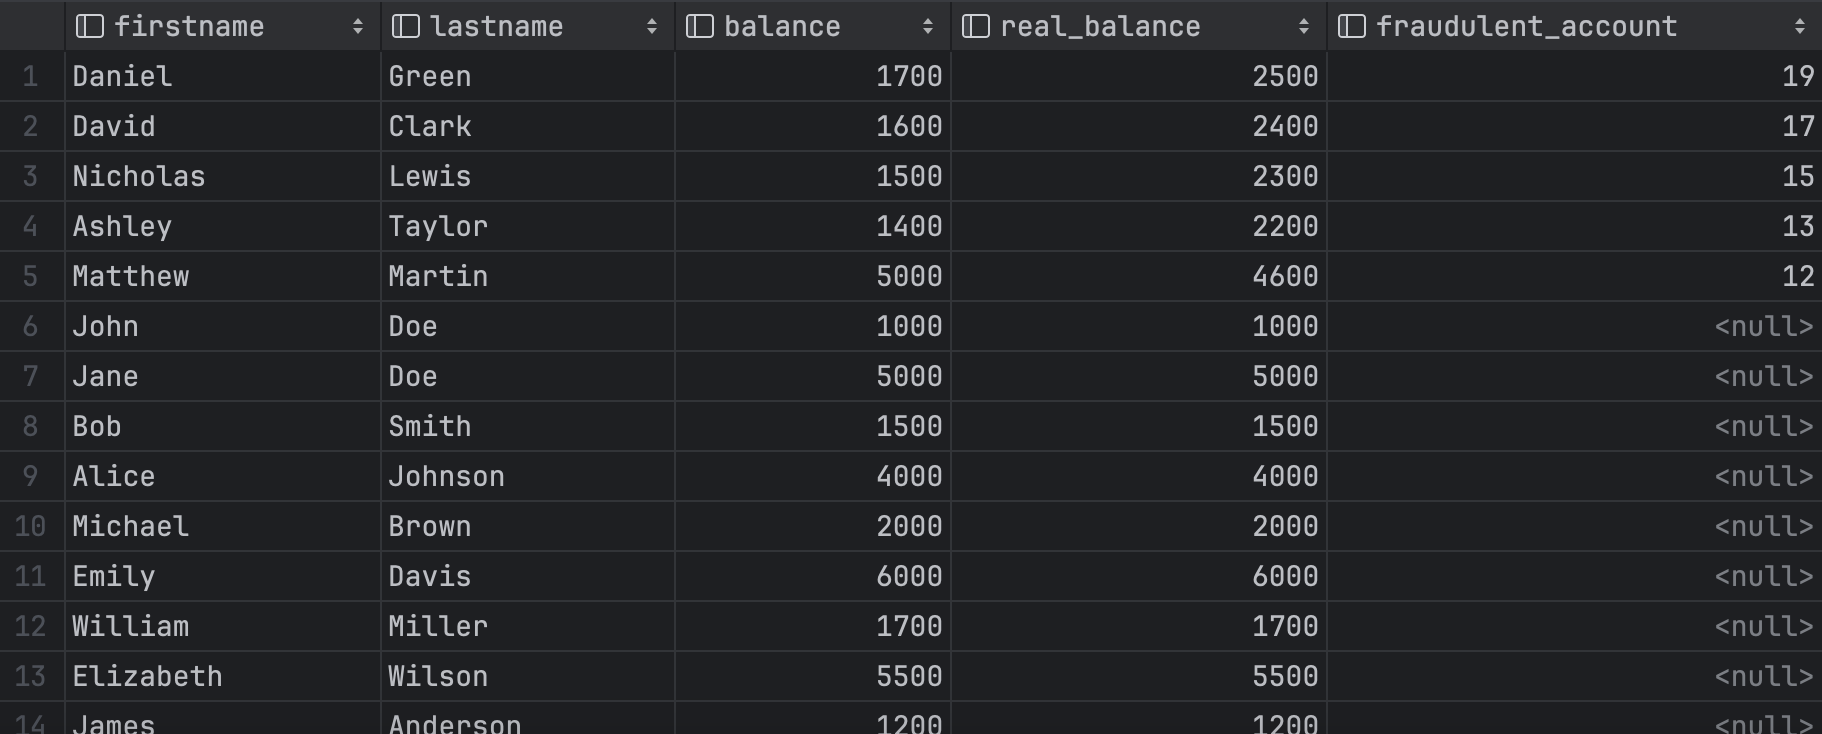 firstname lastname balance real_balance fraudulent_account
1 Daniel Green 1700 2500 19
2 David Clark 1600 2400 17
3 Nicholas Lewis 1500 2300 15
4 Ashley Taylor 1400 2200 13
5 Matthew Martin 5000 4600 12
6 John Doe 1000 1000 <null>
7 Jane Doe 5000 5000 <null>
8 Bob Smith 1500 1500 <null>
9 Alice Johnson 4000 4000 <null>
10 Michael Brown 2000 2000 <null>
11 Emily Davis 6000 6000 <null>
12 William Miller 1700 1700 <null>
13 Elizabeth Wilson 5500 5500 <null>
14 James Anderson 1200 1200 <null>